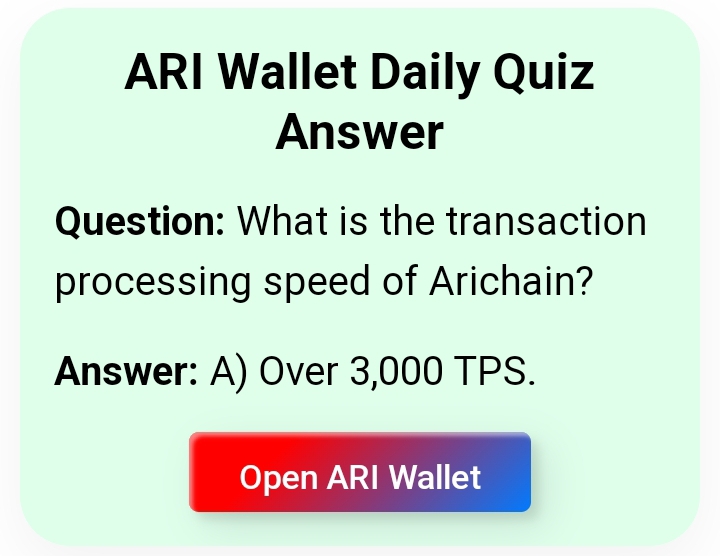 ARI Wallet Daily Quiz
Answer
Question: What is the transaction
processing speed of Arichain?
Answer: A) Over 3,000 TPS.
Open ARI Wallet